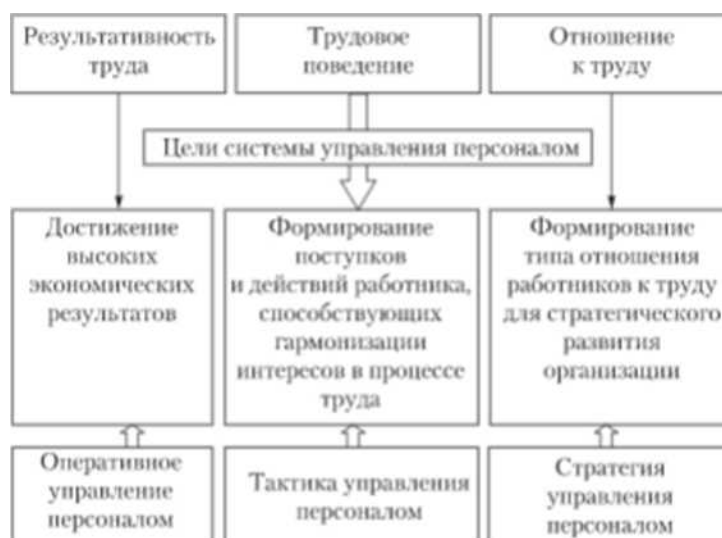 Результативность
труда
Трудовое
поведение
Отношение
к труду
Цели системы управления персоналом
Достижение
высоких
экономических
результатов
Формирование
поступков
и действий работника,
способствующих
гармонизации
интересов в процессе
труда
Формирование
типа отношения
работников к труду
для стратегического
развития
организации
Оперативное
управление
персоналом
Тактика управления
персоналом
Стратегия
управления
персоналом